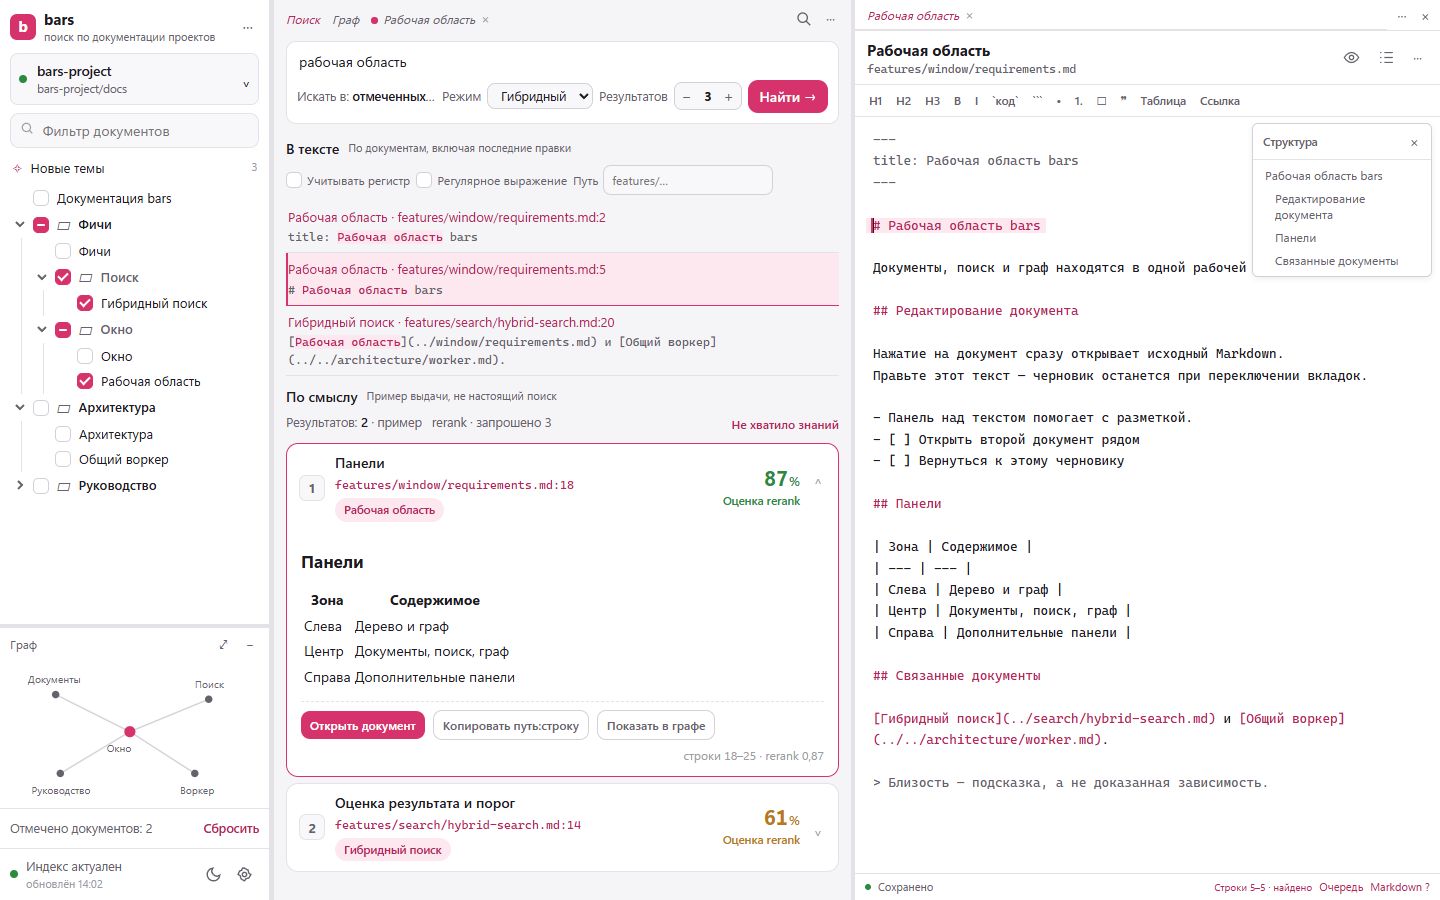 b
bars
поиск по документации проектов
...
bars-project
bars-project/docs
Фильтр документов
Новые темы 3
Документация bars
Фичи
Фичи
Поиск
Гибридный поиск
Окно
Окно
Рабочая область
Архитектура
Архитектура
Общий воркер
Руководство
Граф
Документы
Поиск
Окно
Руководство
Воркер
Отмечено документов: 2 Сбросить
Индекс актуален
обновлён 14:02
Поиск Граф Рабочая область ×
...
рабочая область
Искать в: отмеченных... Режим Гибридный Результатов − 3 + Найти →
В тексте По документам, включая последние правки
Учитывать регистр Регулярное выражение Путь features/...
Рабочая область · features/window/requirements.md:2
title: Рабочая область bars
Рабочая область · features/window/requirements.md:5
# Рабочая область bars
Гибридный поиск · features/search/hybrid-search.md:20
[Рабочая область](../window/requirements.md) и [Общий воркер]
(../../architecture/worker.md).
По смыслу Пример выдачи, не настоящий поиск
Результатов: 2 · пример rerank · запрошено 3 Не хватило знаний
1
Панели
features/window/requirements.md:18
Рабочая область
87%
Оценка rerank
Панели
Зона Содержимое
Слева Дерево и граф
Центр Документы, поиск, граф
Справа Дополнительные панели
Открыть документ Копировать путь:строку Показать в графе
строки 18–25 · rerank 0,87
2
Оценка результата и порог
features/search/hybrid-search.md:14
Гибридный поиск
61%
Оценка rerank
Рабочая область × ... ×
Рабочая область
features/window/requirements.md
...
H1 H2 H3 B I `код` ``` • 1. ☐ ❞ Таблица Ссылка
---
title: Рабочая область bars
---
# Рабочая область bars
Документы, поиск и граф находятся в одной рабочей
## Редактирование документа
Нажатие на документ сразу открывает исходный Markdown.
Правьте этот текст — черновик останется при переключении вкладок.
- Панель над текстом помогает с разметкой.
- [ ] Открыть второй документ рядом
- [ ] Вернуться к этому черновику
## Панели
| Зона | Содержимое |
| --- | --- |
| Слева | Дерево и граф |
| Центр | Документы, поиск, граф |
| Справа | Дополнительные панели |
## Связанные документы
[Гибридный поиск](../search/hybrid-search.md) и [Общий воркер]
(../../architecture/worker.md).
> Близость — подсказка, а не доказанная зависимость.
Структура ×
Рабочая область bars
Редактирование
документа
Панели
Связанные документы
Сохранено Строки 5–5 · найдено Очередь Markdown ?